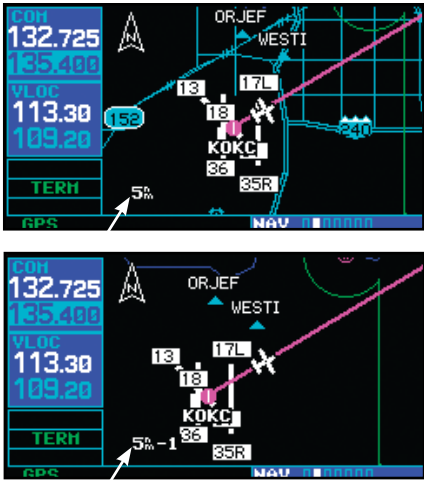 COM
132.725
135.400
VLOC
113.30
109.20
TERM
GPS
ORJEF
WESTI
13
17L
18
152
KOKC
240
36
35R
5nm
NAV
COM
132.725
135.400
VLOC
113.30
109.20
TERM
GPS
ORJEF
WESTI
13
17L
18
KOKC
36
35R
5nm-1
NAV